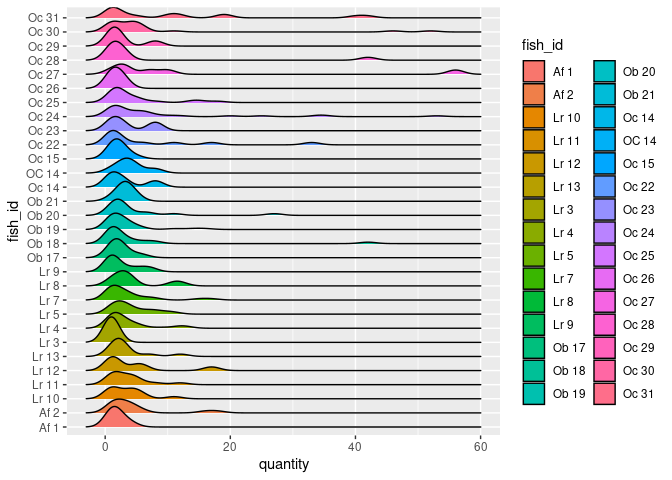 fish_id
Oc 31
Oc 30
Oc 29
Oc 28
Oc 27
Oc 26
Oc 25
Oc 24
Oc 23
Oc 22
Oc 15
OC 14
Oc 14
Ob 21
Ob 20
Ob 19
Ob 18
Ob 17
Lr 9
Lr 8
Lr 7
Lr 5
Lr 4
Lr 3
Lr 13
Lr 12
Lr 11
Lr 10
Af 2
Af 1
0 20 40 60
quantity
fish_id
Af 1
Af 2
Lr 10
Lr 11
Lr 12
Lr 13
Lr 3
Lr 4
Lr 5
Lr 7
Lr 8
Lr 9
Ob 17
Ob 18
Ob 19
Ob 20
Ob 21
Oc 14
OC 14
Oc 15
Oc 22
Oc 23
Oc 24
Oc 25
Oc 26
Oc 27
Oc 28
Oc 29
Oc 30
Oc 31